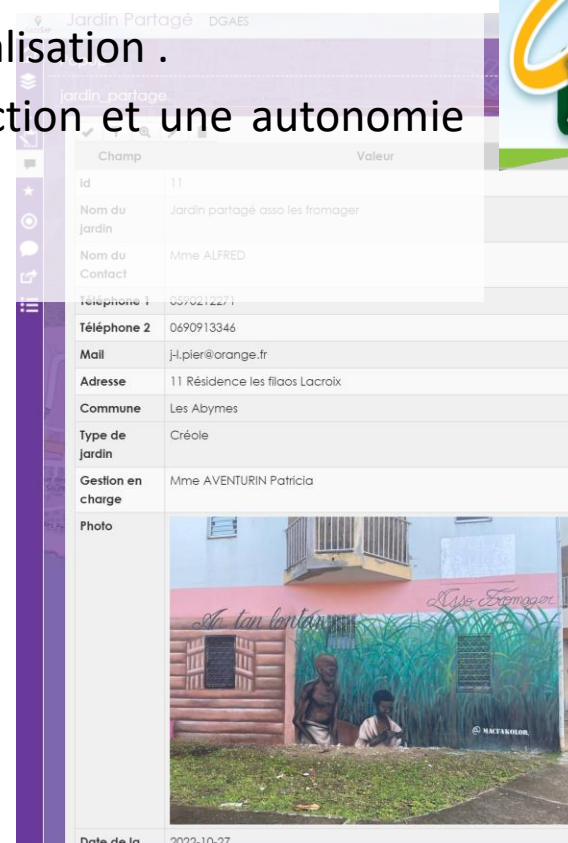 Jardin Partagé DGAES
alisation .
jardin_partage
ction et une autonomie
Champ Valeur
id 11
Nom du jardin Jardin partagé asso les fromager
Nom du Contact Mme ALFRED
Téléphone 1 0590212271
Téléphone 2 0690913346
Mail j-l.pier@orange.fr
Adresse 11 Résidence les filaos Lacroix
Commune Les Abymes
Type de jardin Créole
Gestion en charge Mme AVENTURIN Patricia
Photo
Asso Fromager
An tan lontan
@ MACFAKOLOR.
Date de la 2022-10-27